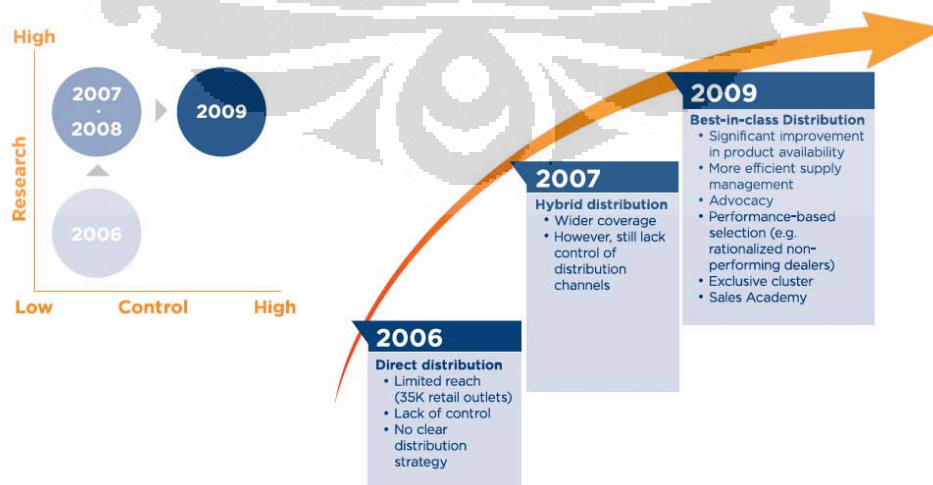 High
2007
·
2008
2009
2006
Research
Low
Control
High
2006
Direct distribution
• Limited reach
(35K retail outlets)
• Lack of control
• No clear
distribution
strategy
2007
Hybrid distribution
• Wider coverage
• However, still lack
control of
distribution
channels
2009
Best-in-class Distribution
• Significant improvement
in product availability
• More efficient supply
management
• Advocacy
• Performance-based
selection (e.g.
rationalized non-
performing dealers)
• Exclusive cluster
• Sales Academy